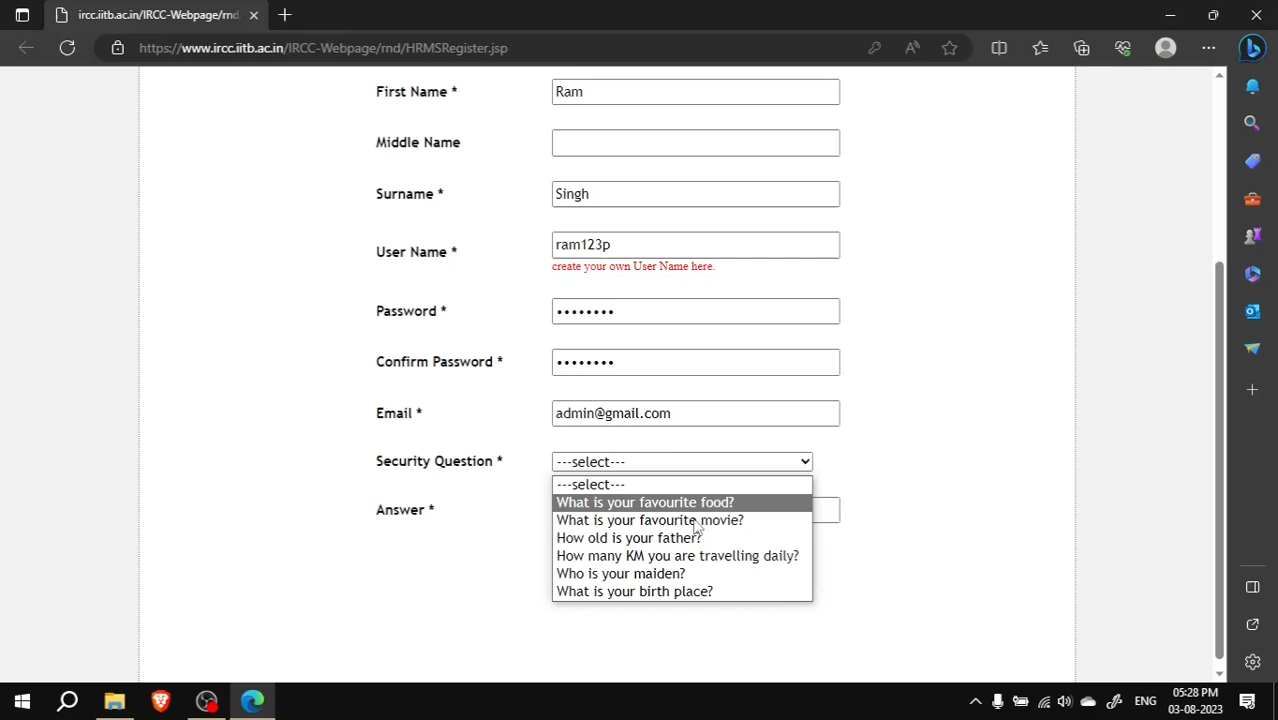 ircc.iitb.ac.in/IRCC-Webpage/rnd
https://www.ircc.iitb.ac.in/IRCC-Webpage/rnd/HRMSRegister.jsp
First Name *
Ram
Middle Name
Surname *
Singh
User Name *
ram123p
create your own User Name here.
Password *
••••••••
Confirm Password *
••••••••
Email *
admin@gmail.com
Security Question *
---select---
---select---
What is your favourite food?
Answer *
What is your favourite movie?
How old is your father?
How many KM you are travelling daily?
Who is your maiden?
What is your birth place?
ENG
05:28 PM
03-08-2023